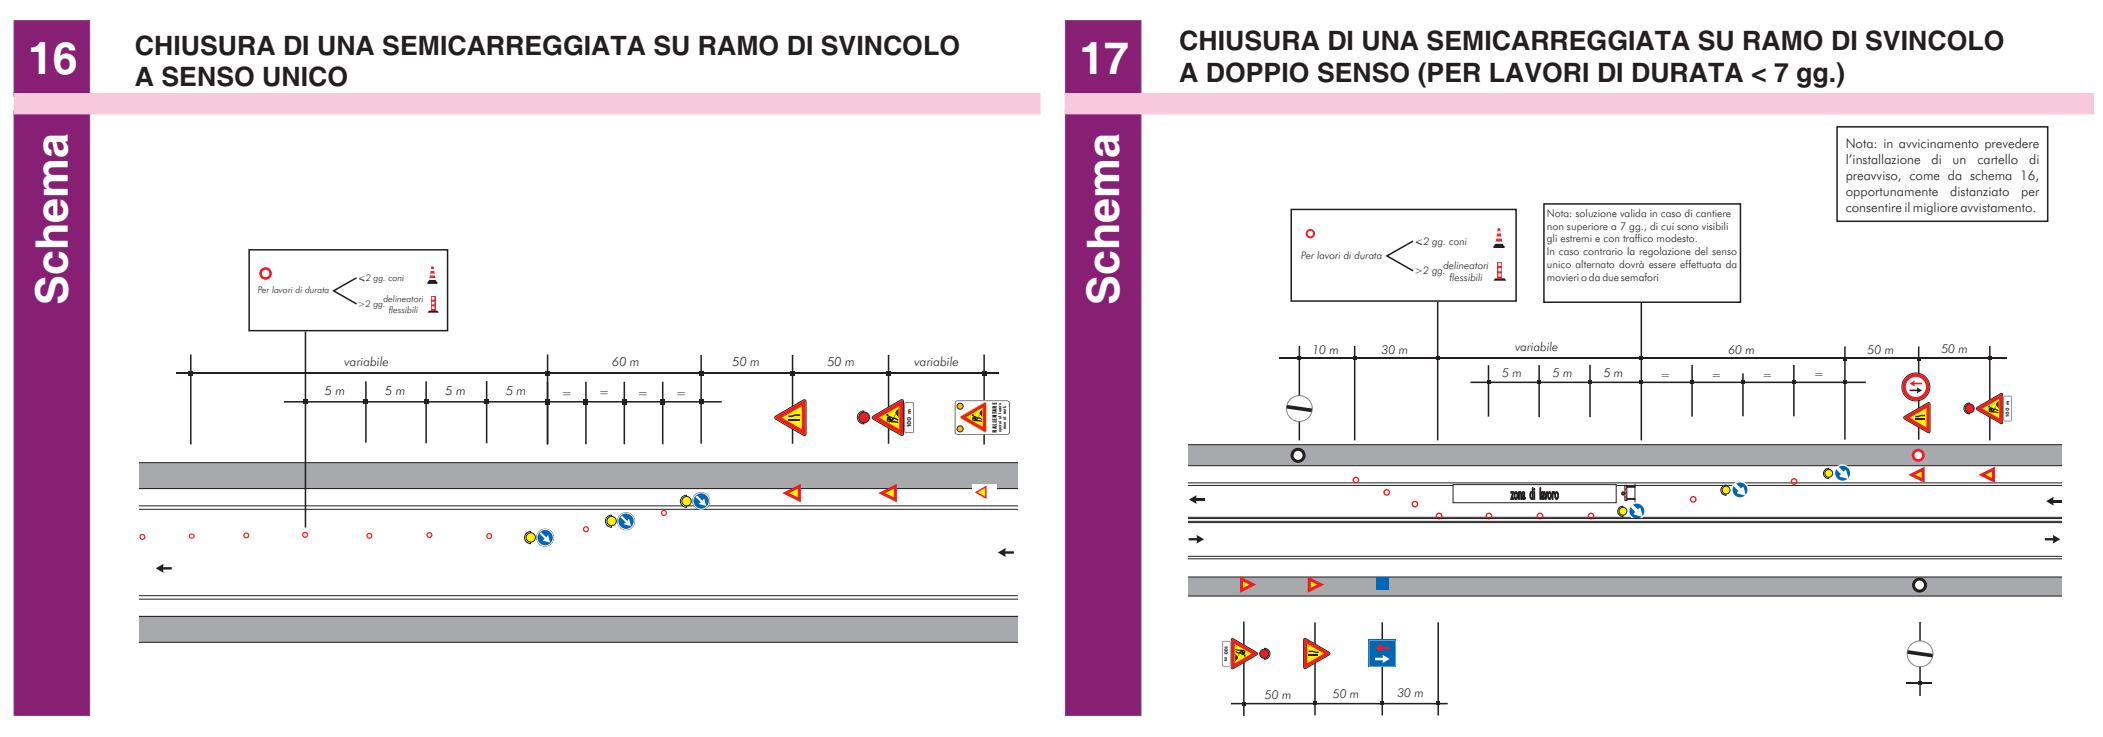 16
CHIUSURA DI UNA SEMICARREGGIATA SU RAMO DI SVINCOLO
A SENSO UNICO
Schema
Per lavori di durata
<2 gg. coni
>2 gg. delineatori
flessibili
variabile
60 m
50 m
50 m
variabile
5 m
5 m
5 m
5 m
=
=
=
=
100 m
RALLENTARE
17
CHIUSURA DI UNA SEMICARREGGIATA SU RAMO DI SVINCOLO
A DOPPIO SENSO (PER LAVORI DI DURATA < 7 gg.)
Schema
Nota: in avvicinamento prevedere
l'installazione di un cartello di
preavviso, come da schema 16,
opportunamente distanziato per
consentire il migliore avvistamento.
Per lavori di durata
<2 gg. coni
>2 gg. delineatori
flessibili
Nota: soluzione valida in caso di cantiere
non superiore a 7 gg., di cui sono visibili
gli estremi e con traffico modesto.
In caso contrario la regolazione del senso
unico alternato dovrà essere effettuata da
movieri o da due semafori
10 m
30 m
variabile
60 m
50 m
50 m
5 m
5 m
5 m
=
=
=
=
100 m
zona di lavoro
100 m
50 m
50 m
30 m